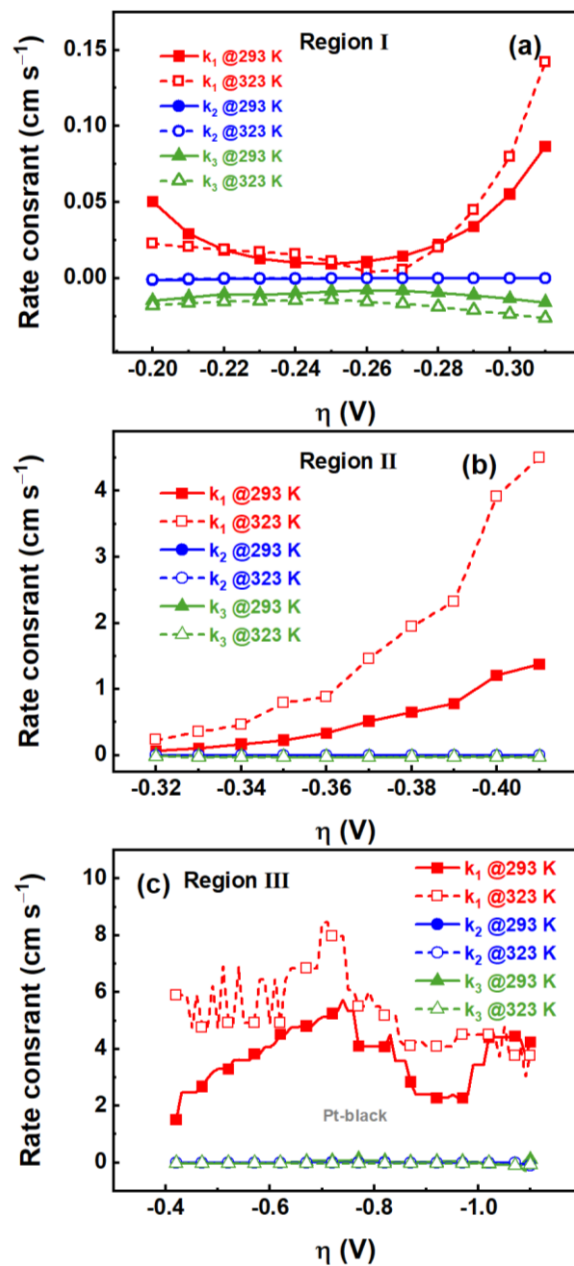 Region I (a)
k1 @293 K
k1 @323 K
k2 @293 K
k2 @323 K
k3 @293 K
k3 @323 K
Rate consrant (cm s−1)
0.15
0.10
0.05
0.00
-0.20 -0.22 -0.24 -0.26 -0.28 -0.30
η (V)
Region II (b)
k1 @293 K
k1 @323 K
k2 @293 K
k2 @323 K
k3 @293 K
k3 @323 K
Rate consrant (cm s−1)
4
3
2
1
0
-0.32 -0.34 -0.36 -0.38 -0.40
η (V)
(c) Region III
k1 @293 K
k1 @323 K
k2 @293 K
k2 @323 K
k3 @293 K
k3 @323 K
Pt-black
Rate consrant (cm s−1)
10
8
6
4
2
0
-0.4 -0.6 -0.8 -1.0
η (V)